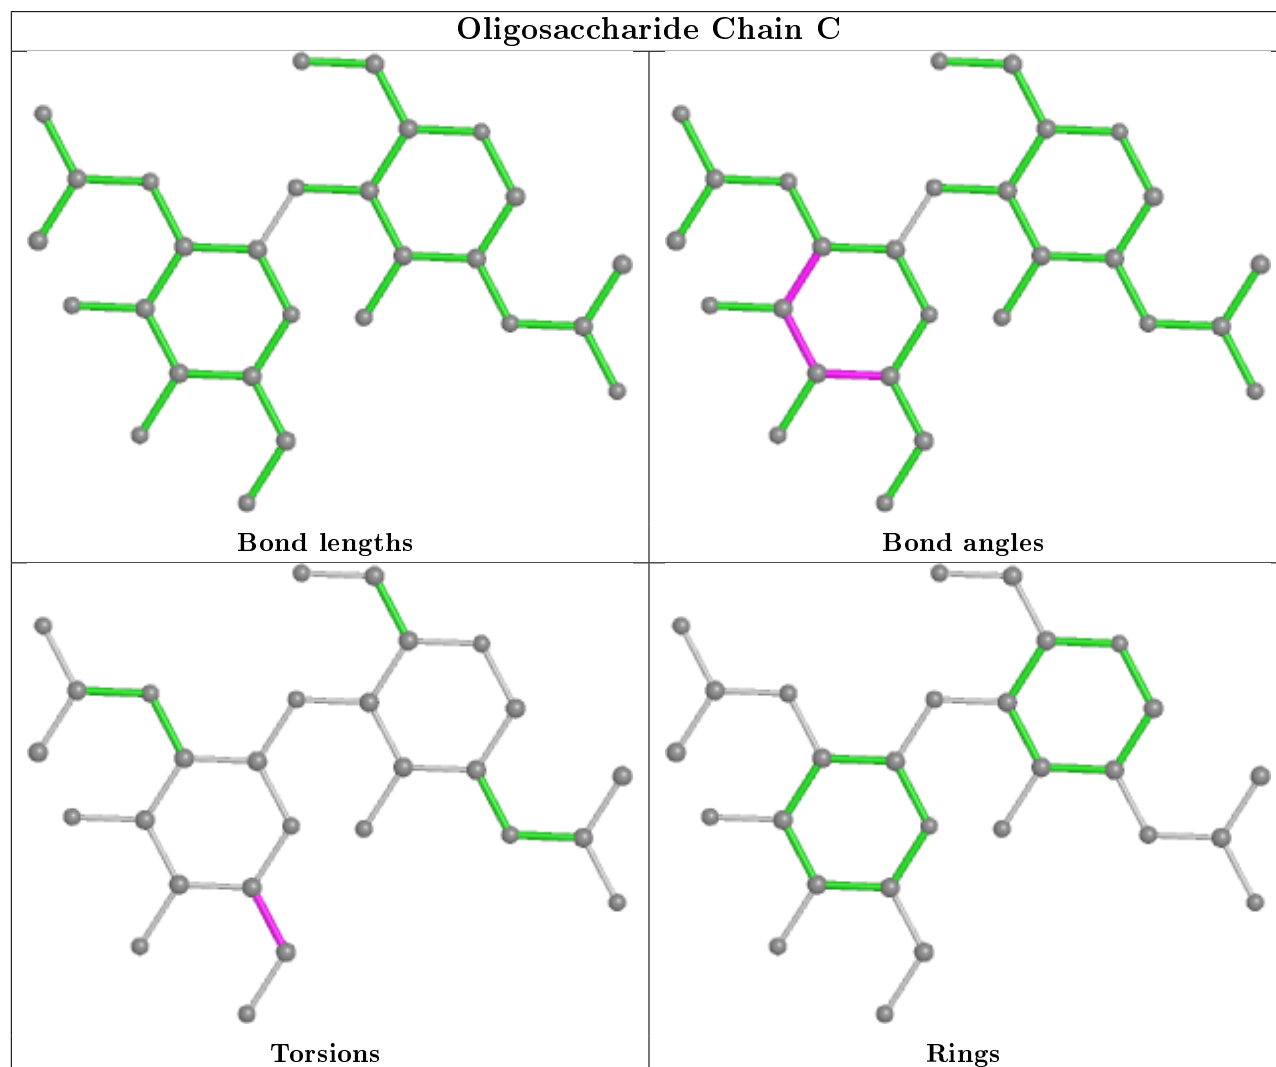 Oligosaccharide Chain C
Bond lengths
Bond angles
Torsions
Rings